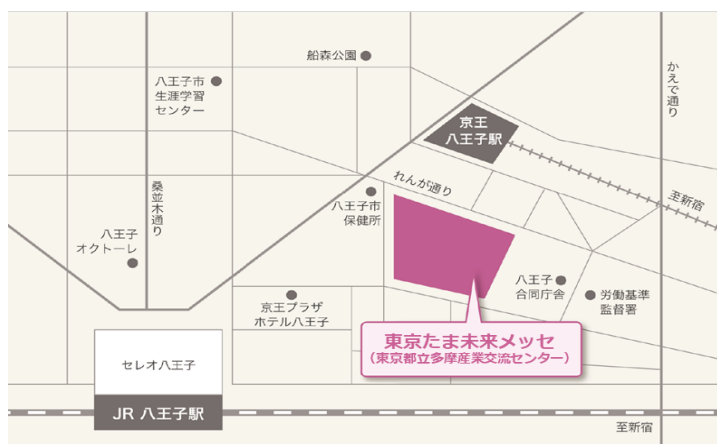 船森公園
八王子市
生涯学習
センター
かえで通り
京王
八王子駅
れんが通り
至新宿
桑並木通り
八王子市
保健所
八王子
オクトーレ
八王子
合同庁舎
労働基準
監督署
京王プラザ
ホテル八王子
東京たま未来メッセ
(東京都立多摩産業交流センター)
セレオ八王子
JR 八王子駅
至新宿